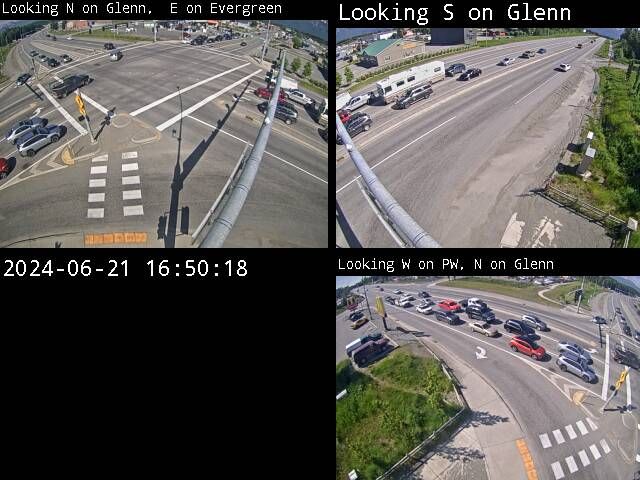 Looking N on Glenn,  E on Evergreen
Looking S on Glenn
2024-06-21 16:50:18
Looking W on PW, N on Glenn